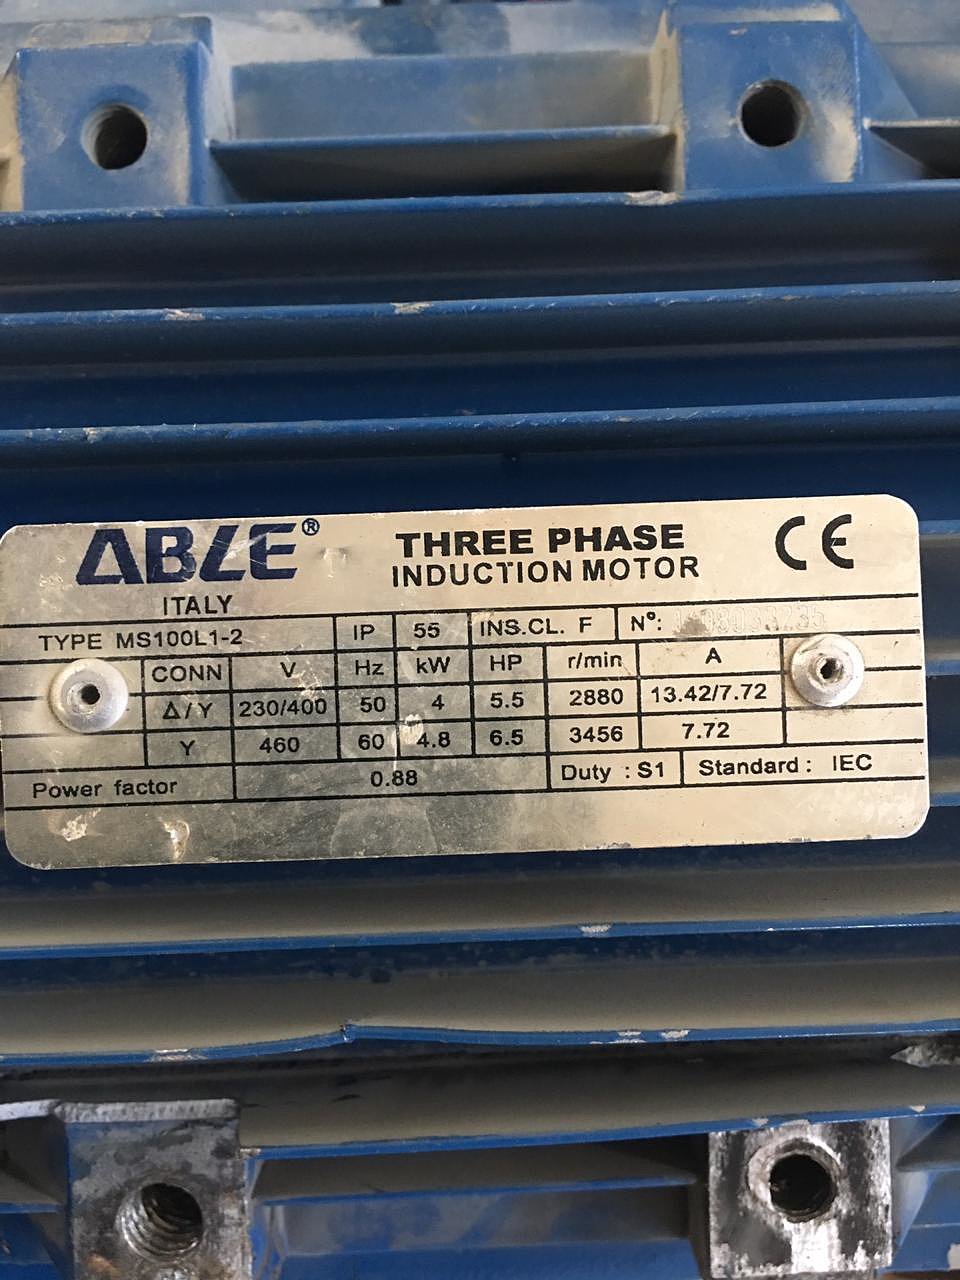 ABLE®
ITALY
THREE PHASE
INDUCTION MOTOR
CE
TYPE MS100L1-2 IP 55 INS.CL. F Nº:
CONN V Hz kW HP r/min A
Δ/Y 230/400 50 4 5.5 2880 13.42/7.72
Y 460 60 4.8 6.5 3456 7.72
Power factor 0.88 Duty : S1 Standard : IEC